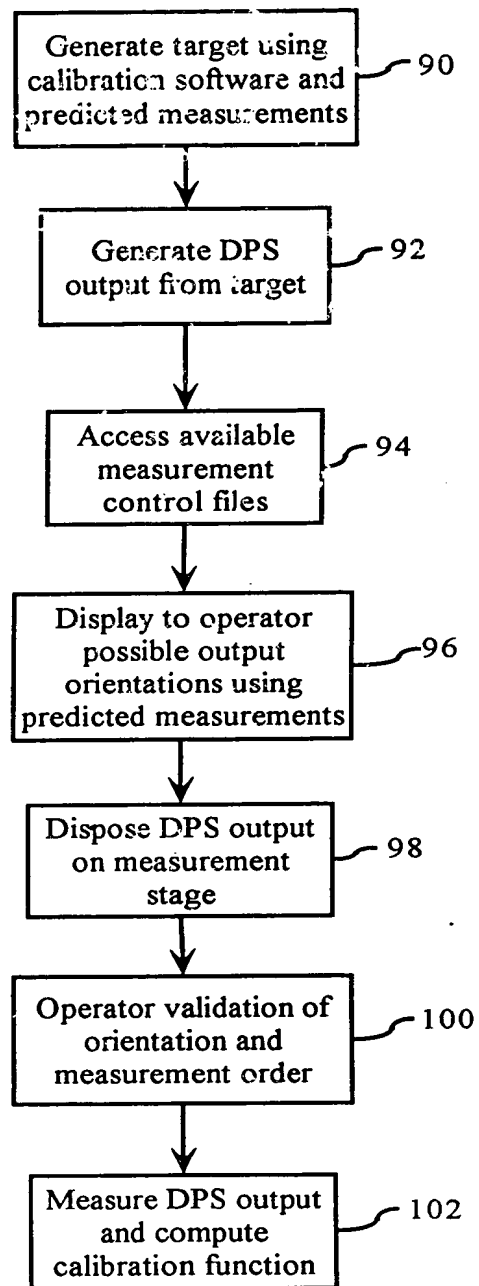 Generate target using
calibration software and
predicted measurements
90
Generate DPS
output from target
92
Access available
measurement
control files
94
Display to operator
possible output
orientations using
predicted measurements
96
Dispose DPS output
on measurement
stage
98
Operator validation of
orientation and
measurement order
100
Measure DPS output
and compute
calibration function
102